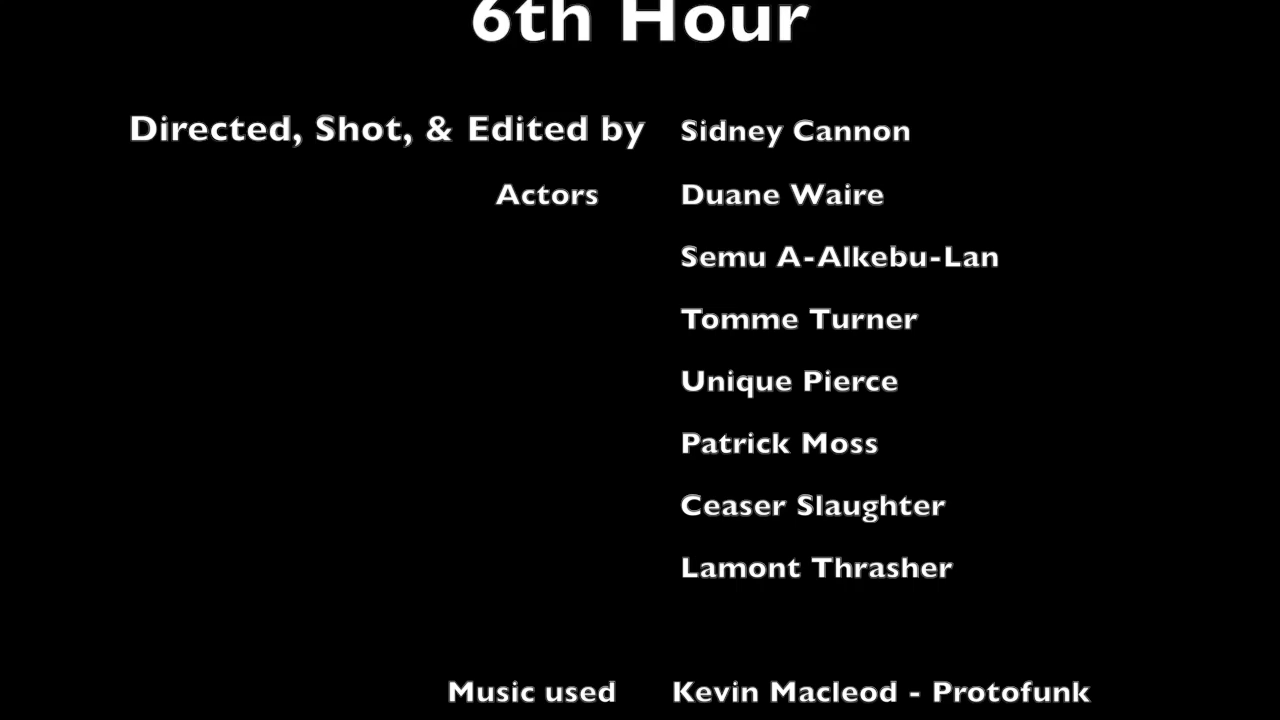 6th Hour
Directed, Shot, & Edited by Sidney Cannon
Actors Duane Waire
Semu A-Alkebu-Lan
Tomme Turner
Unique Pierce
Patrick Moss
Ceaser Slaughter
Lamont Thrasher
Music used Kevin Macleod - Protofunk